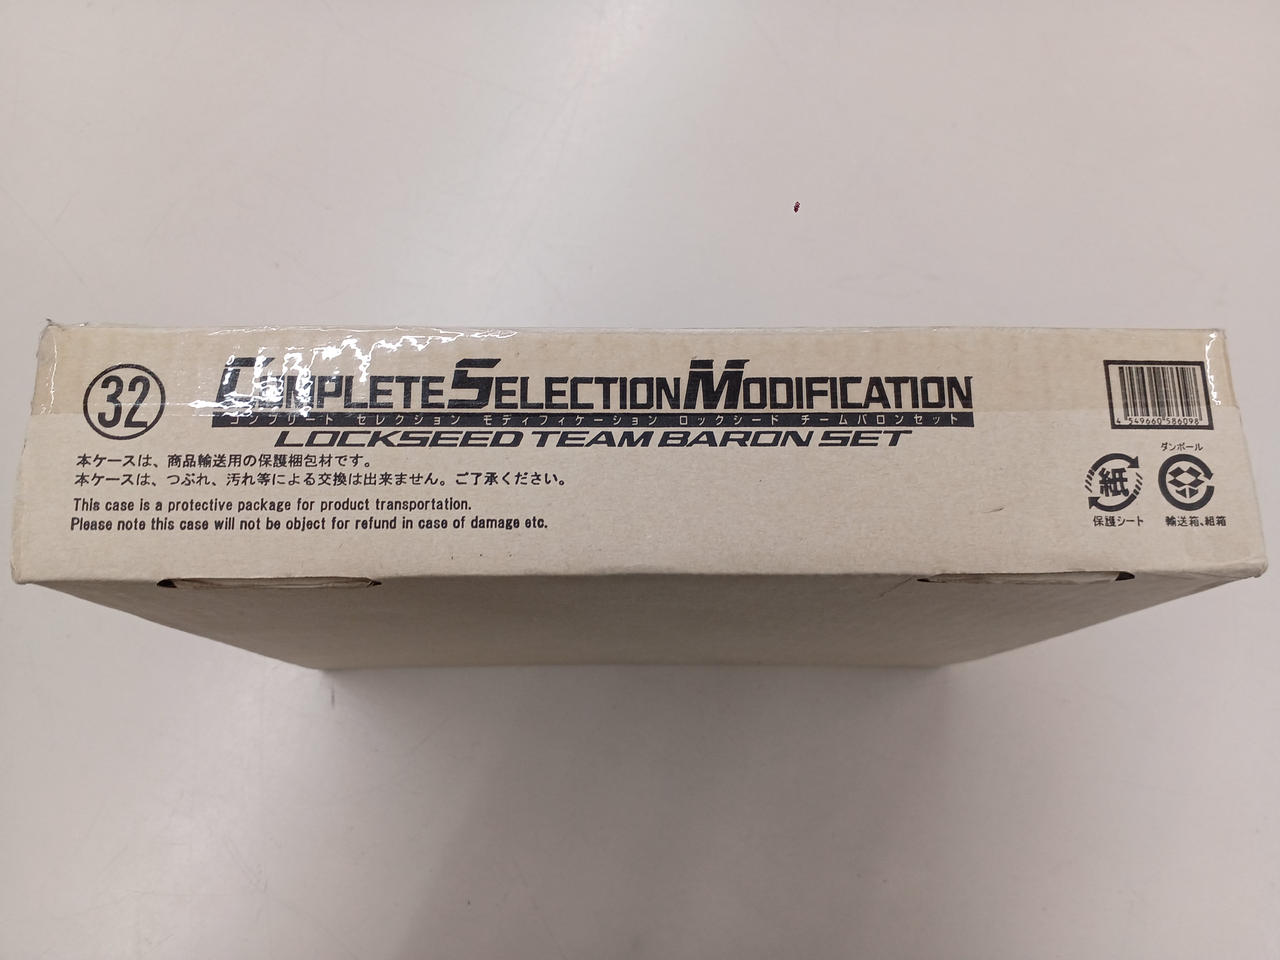 32
COMPLETE SELECTION MODIFICATION
コンプリート セレクション モディフィケーション ロックシード チームバロンセット
LOCKSEED TEAM BARON SET
本ケースは、商品輸送用の保護梱包材です。
本ケースは、つぶれ、汚れ等による交換は出来ません。ご了承ください。
This case is a protective package for product transportation.
Please note this case will not be object for refund in case of damage etc.
4 549660 586098
紙
保護シート
ダンボール
輸送箱、組箱